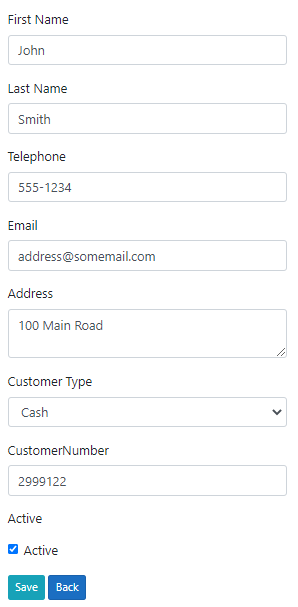 First Name
John
Last Name
Smith
Telephone
555-1234
Email
address@somemail.com
Address
100 Main Road
Customer Type
Cash
CustomerNumber
2999122
Active
Active
Save Back